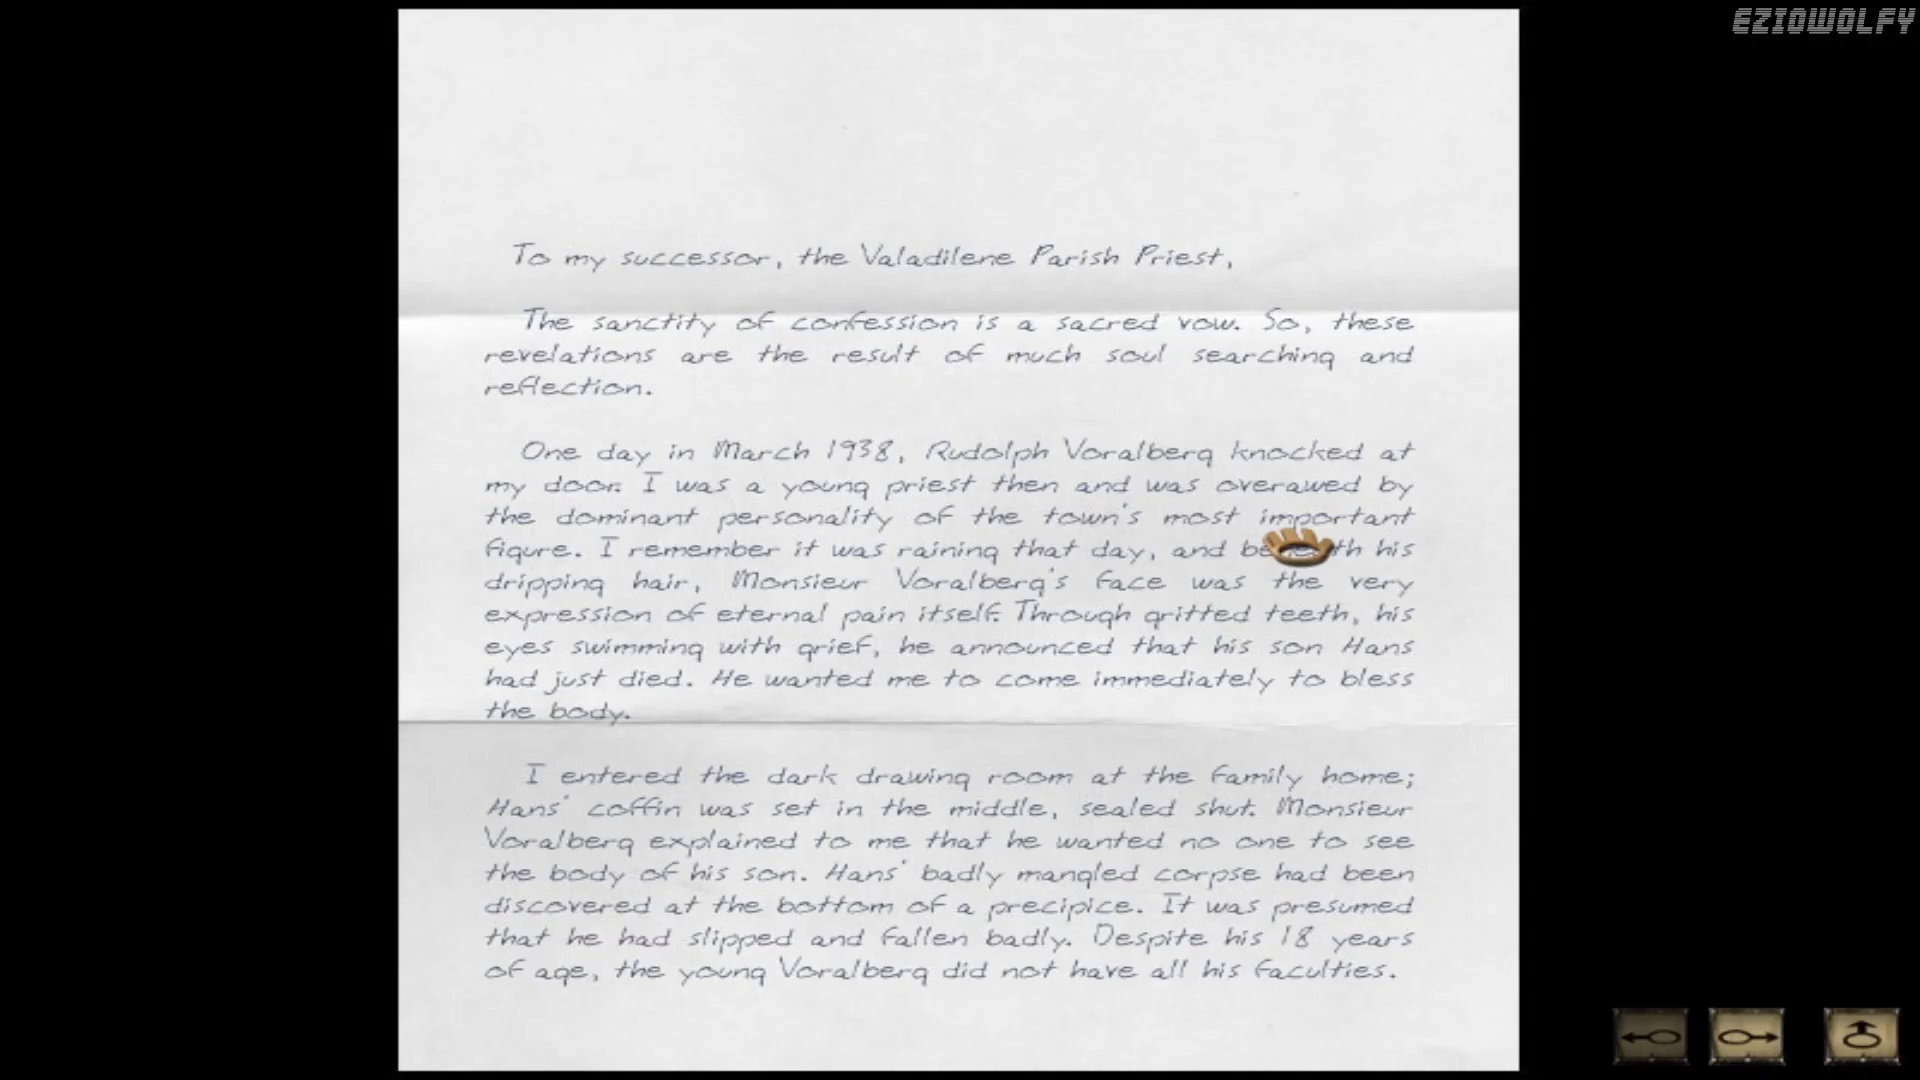 EZIOWOLFY
To my successor, the Valadilene Parish Priest,
The sanctity of confession is a sacred vow. So, these
revelations are the result of much soul searching and
reflection.
One day in March 1938, Rudolph Voralberg knocked at
my door. I was a young priest then and was overawed by
the dominant personality of the town's most important
figure. I remember it was raining that day, and beneath his
dripping hair, Monsieur Voralberg's face was the very
expression of eternal pain itself. Through gritted teeth, his
eyes swimming with grief, he announced that his son Hans
had just died. He wanted me to come immediately to bless
the body.
I entered the dark drawing room at the family home;
Hans' coffin was set in the middle, sealed shut. Monsieur
Voralberg explained to me that he wanted no one to see
the body of his son. Hans' badly mangled corpse had been
discovered at the bottom of a precipice. It was presumed
that he had slipped and fallen badly. Despite his 18 years
of age, the young Voralberg did not have all his faculties.